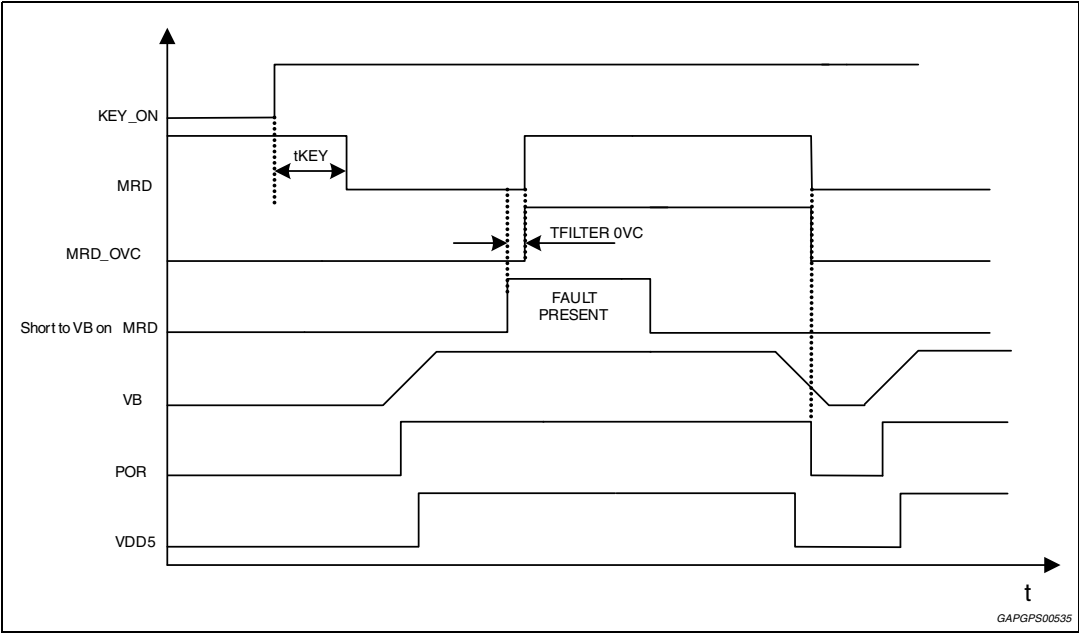 KEY_ON
tKEY
MRD
TFILTER 0VC
MRD_OVC
FAULT
PRESENT
Short to VB on MRD
VB
POR
VDD5
t
GAPGPS00535